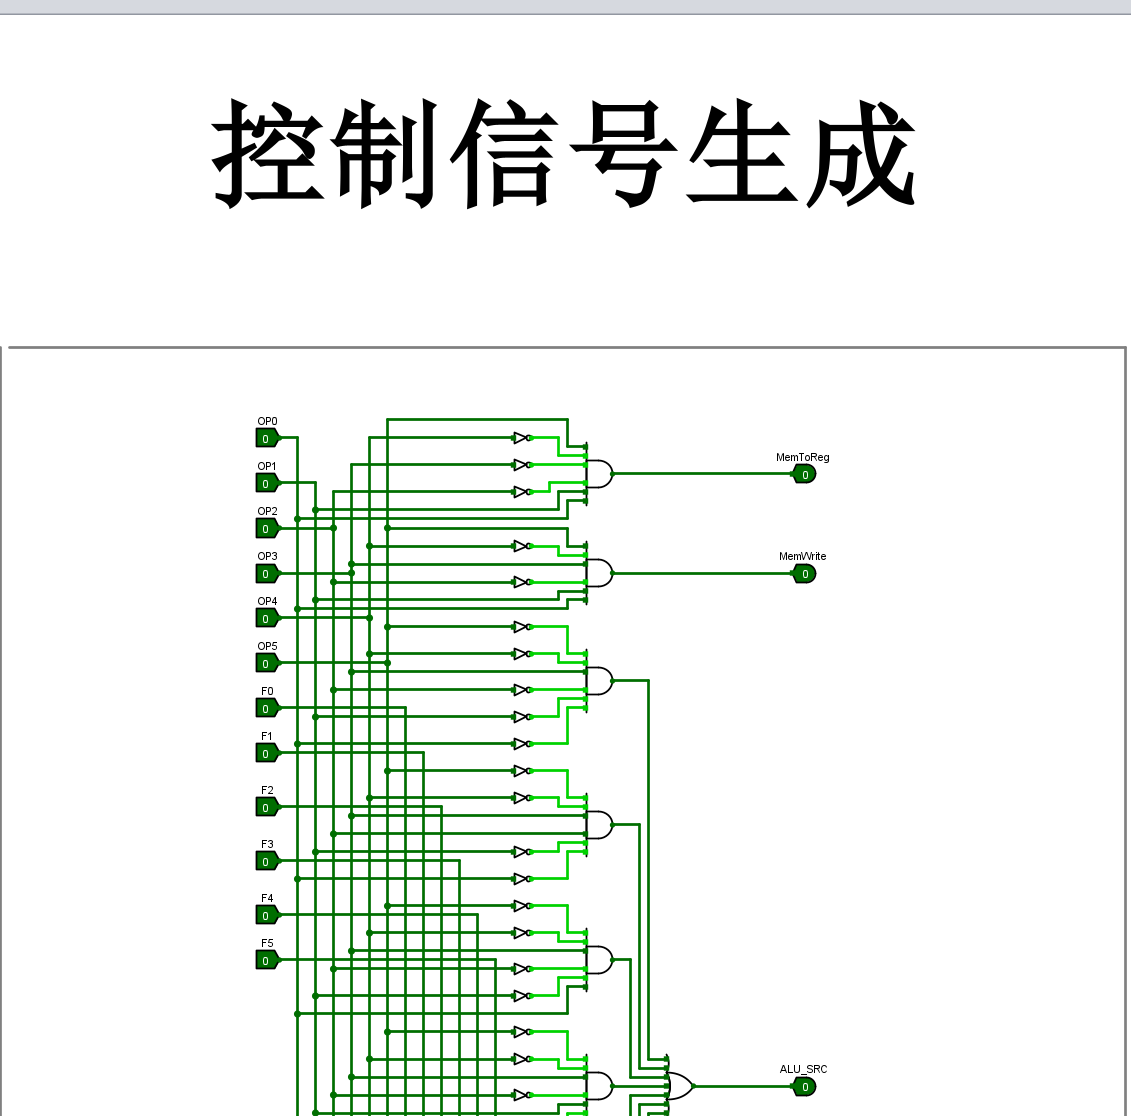 控制信号生成
OP0
0
MemToReg
0
OP1
0
OP2
0
MemWrite
0
OP3
0
OP4
0
OP5
0
F0
0
F1
0
F2
0
F3
0
F4
0
F5
0
ALU_SRC
0